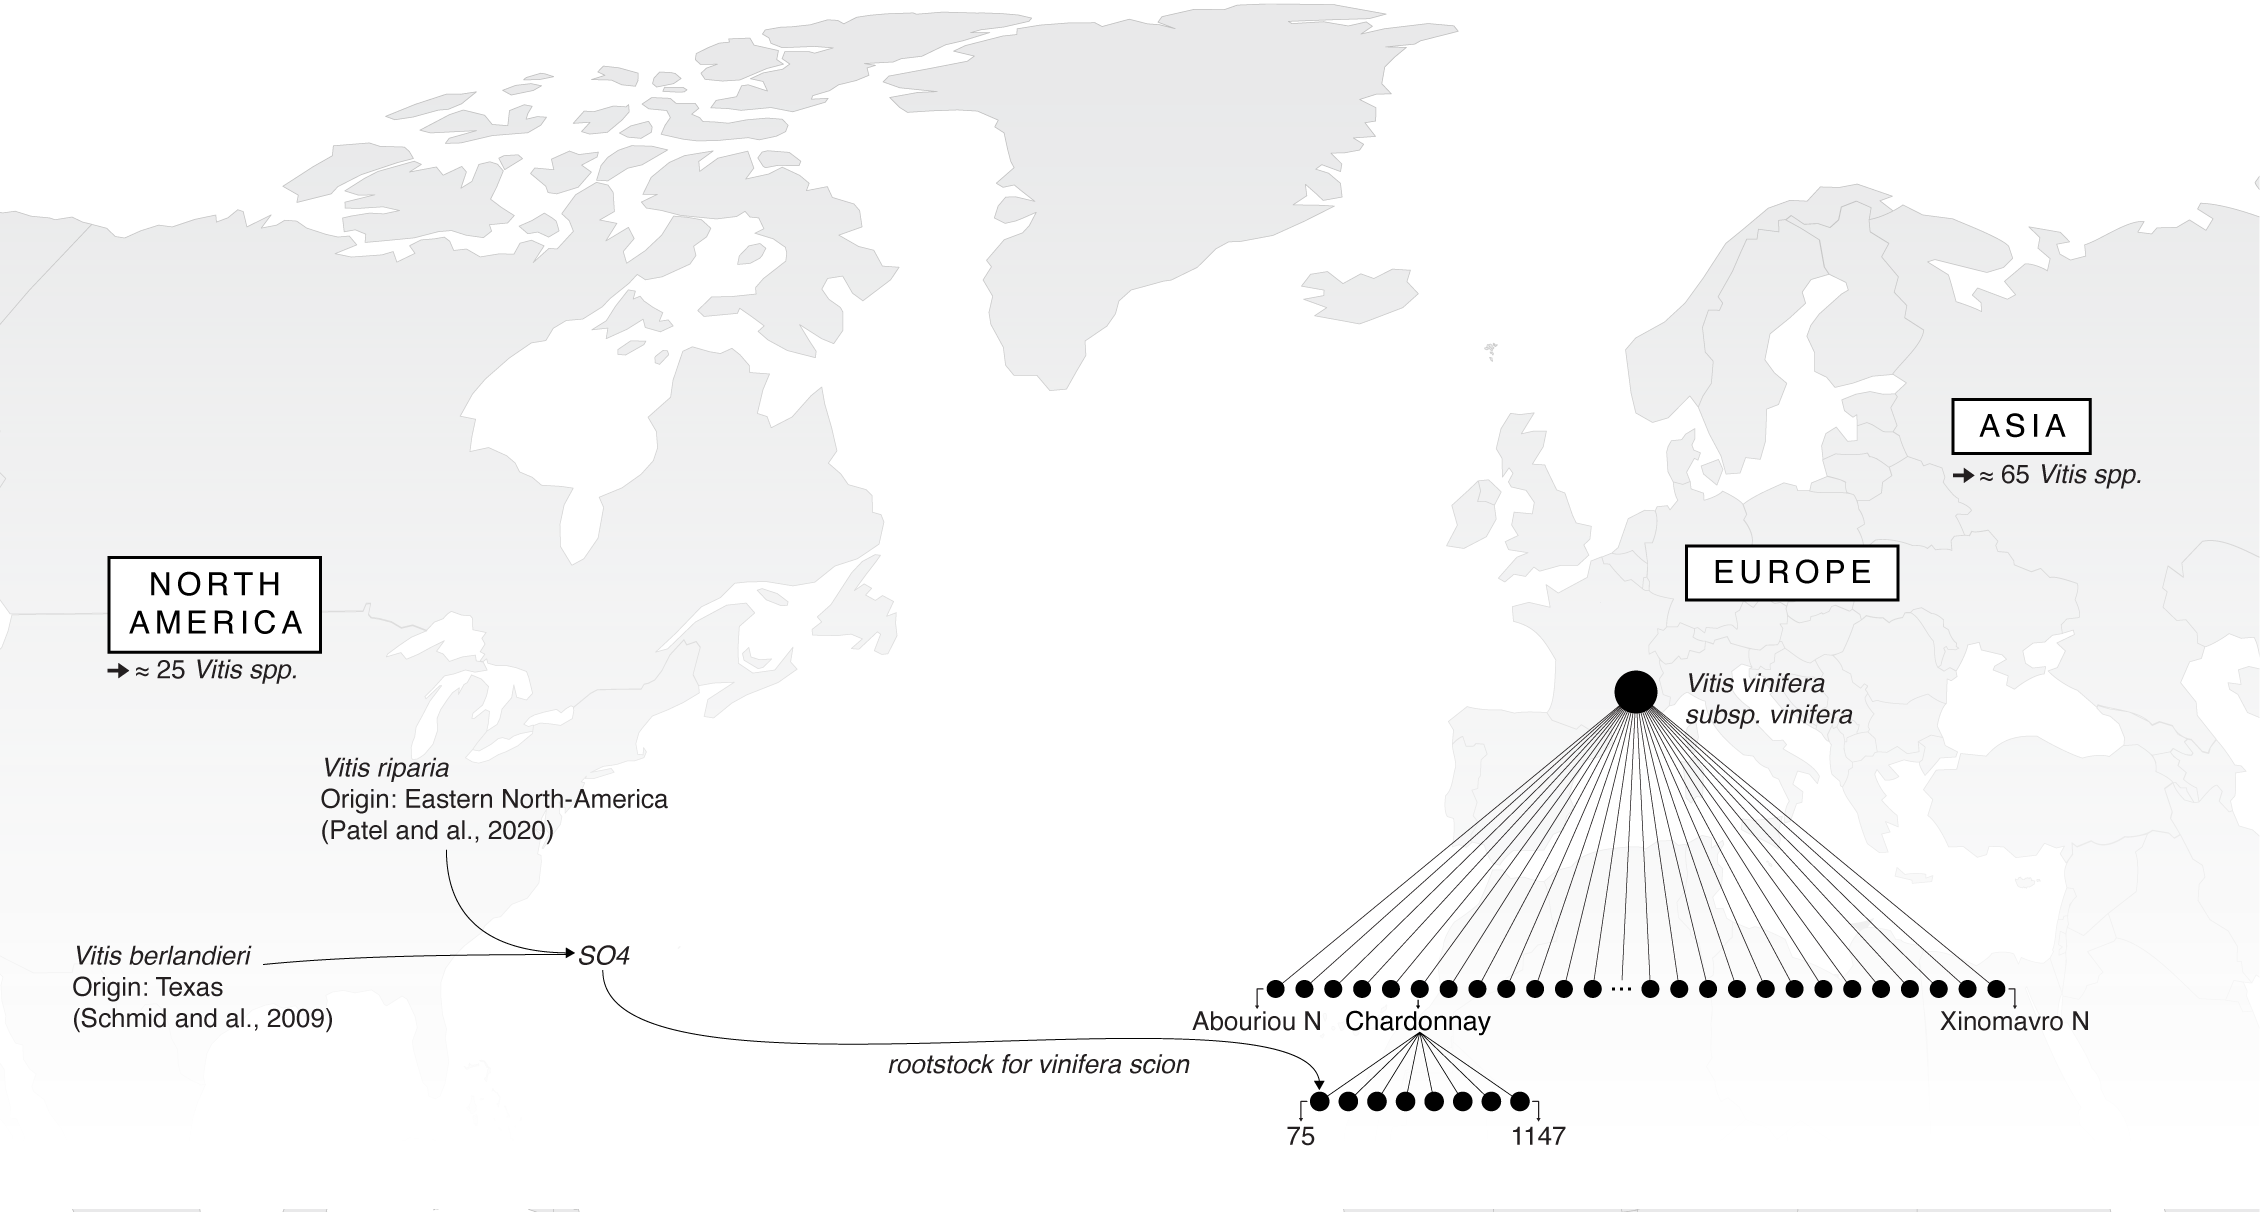 NORTH
AMERICA
→ ≈ 25 Vitis spp.
ASIA
→ ≈ 65 Vitis spp.
EUROPE
Vitis vinifera
subsp. vinifera
Vitis riparia
Origin: Eastern North-America
(Patel and al., 2020)
Vitis berlandieri
Origin: Texas
(Schmid and al., 2009)
SO4
rootstock for vinifera scion
...
Abouriou N
Chardonnay
Xinomavro N
75
1147